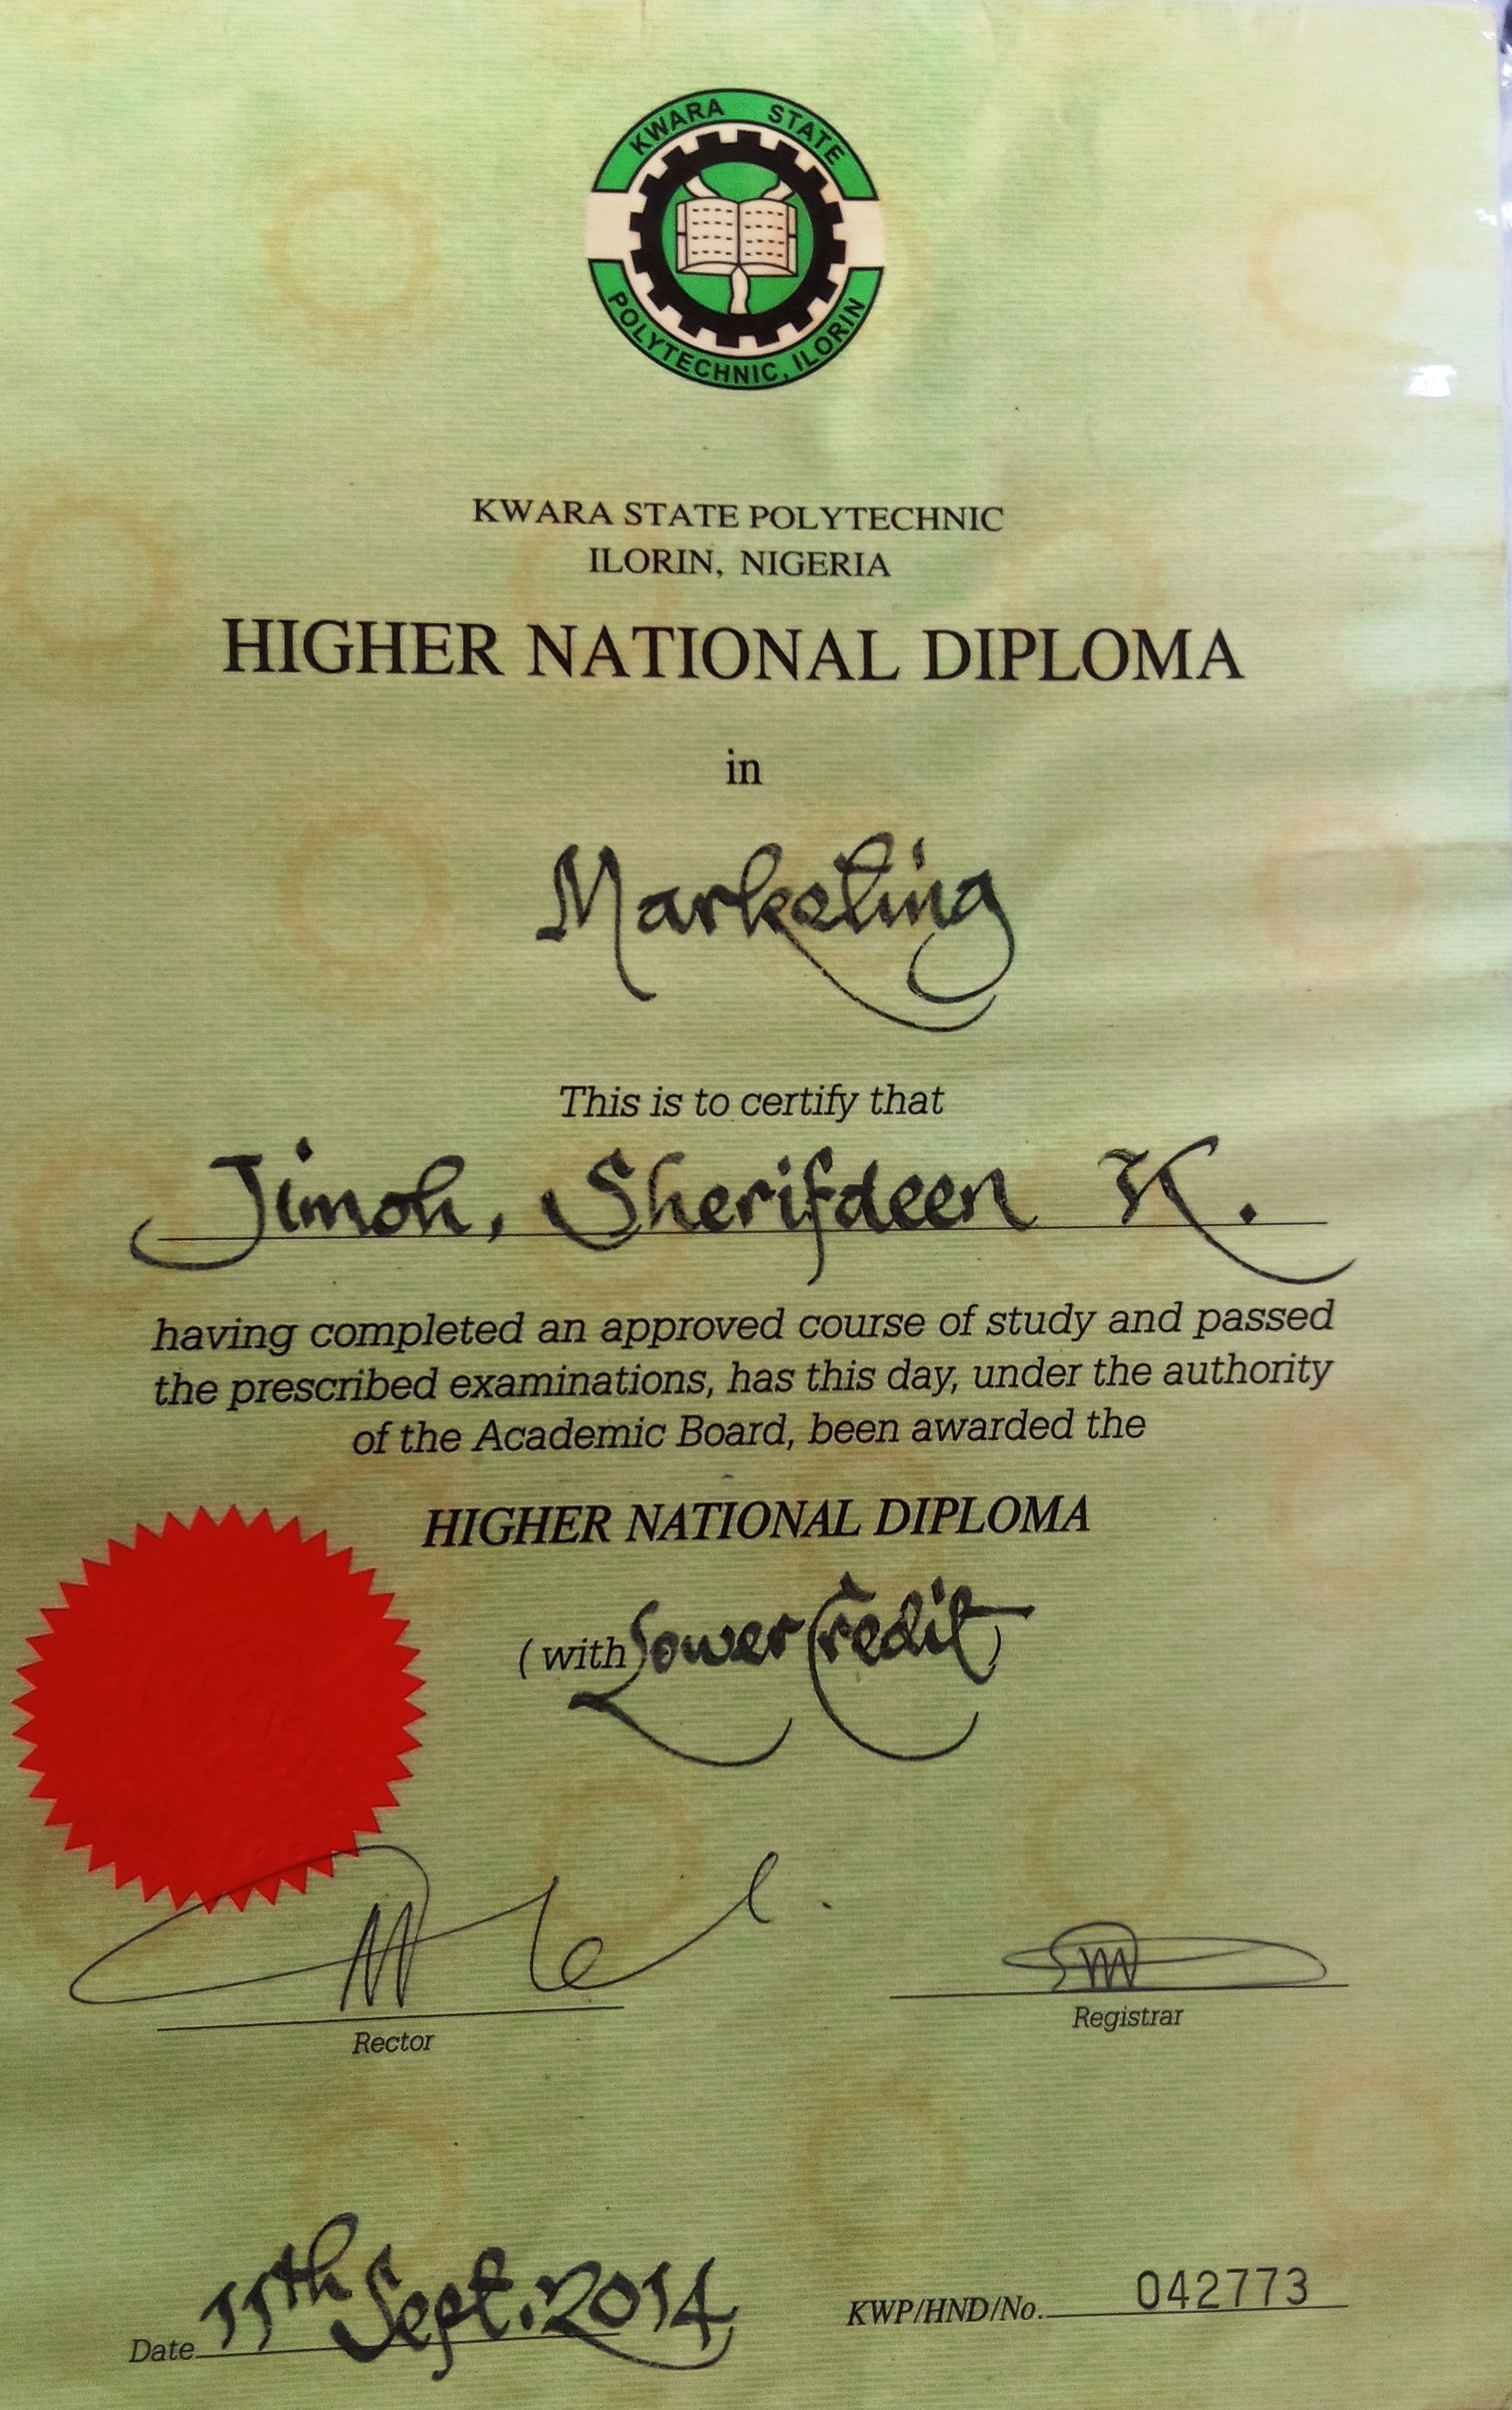 KWARA STATE
POLYTECHNIC, ILORIN
KWARA STATE POLYTECHNIC
ILORIN, NIGERIA
HIGHER NATIONAL DIPLOMA
in
Marketing
This is to certify that
Jimoh, Sherifdeen K.
having completed an approved course of study and passed
the prescribed examinations, has this day, under the authority
of the Academic Board, been awarded the
HIGHER NATIONAL DIPLOMA
(with Lower Credit)
Rector
Registrar
Date 11th Sept. 2014
KWP/HND/No. 042773